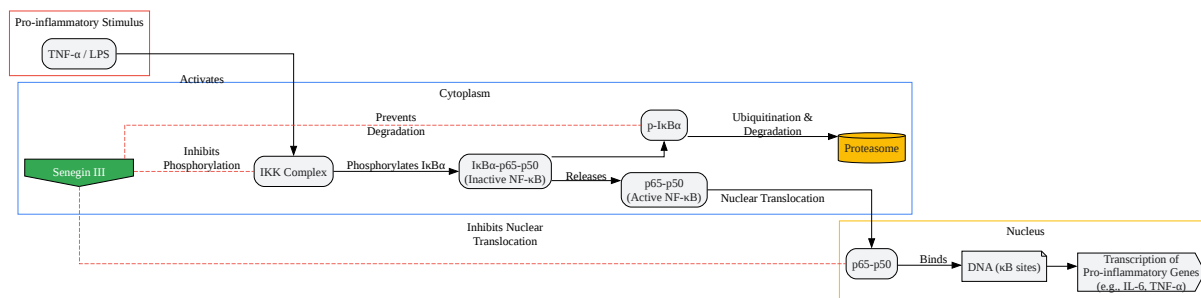 Pro-inflammatory Stimulus
TNF-α / LPS
Activates
Cytoplasm
Prevents
Degradation
p-IκBα
Ubiquitination &
Degradation
Proteasome
Inhibits
Phosphorylation
Senegin III
IKK Complex
Phosphorylates IκBα
IκBα-p65-p50
(Inactive NF-κB)
Releases
p65-p50
(Active NF-κB)
Nuclear Translocation
Inhibits Nuclear
Translocation
Nucleus
p65-p50
Binds
DNA (κB sites)
Transcription of
Pro-inflammatory Genes
(e.g., IL-6, TNF-α)